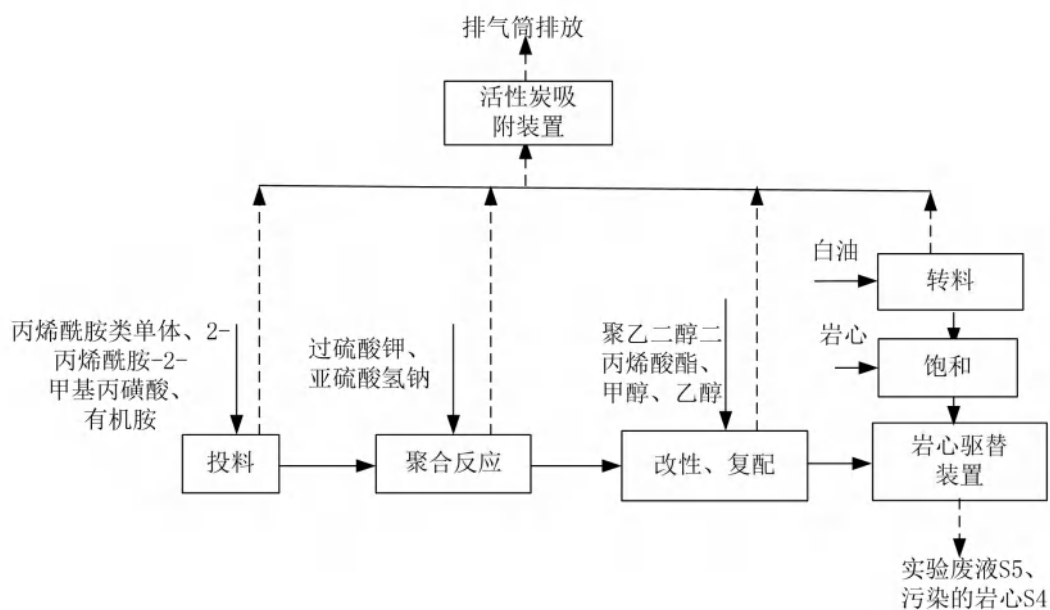 排气筒排放
活性炭吸
附装置
白油
转料
丙烯酰胺类单体、2-
丙烯酰胺-2-
甲基丙磺酸、
有机胺
过硫酸钾、
亚硫酸氢钠
聚乙二醇二
丙烯酸酯、
甲醇、乙醇
岩心
饱和
投料
聚合反应
改性、复配
岩心驱替
装置
实验废液S5、
污染的岩心S4